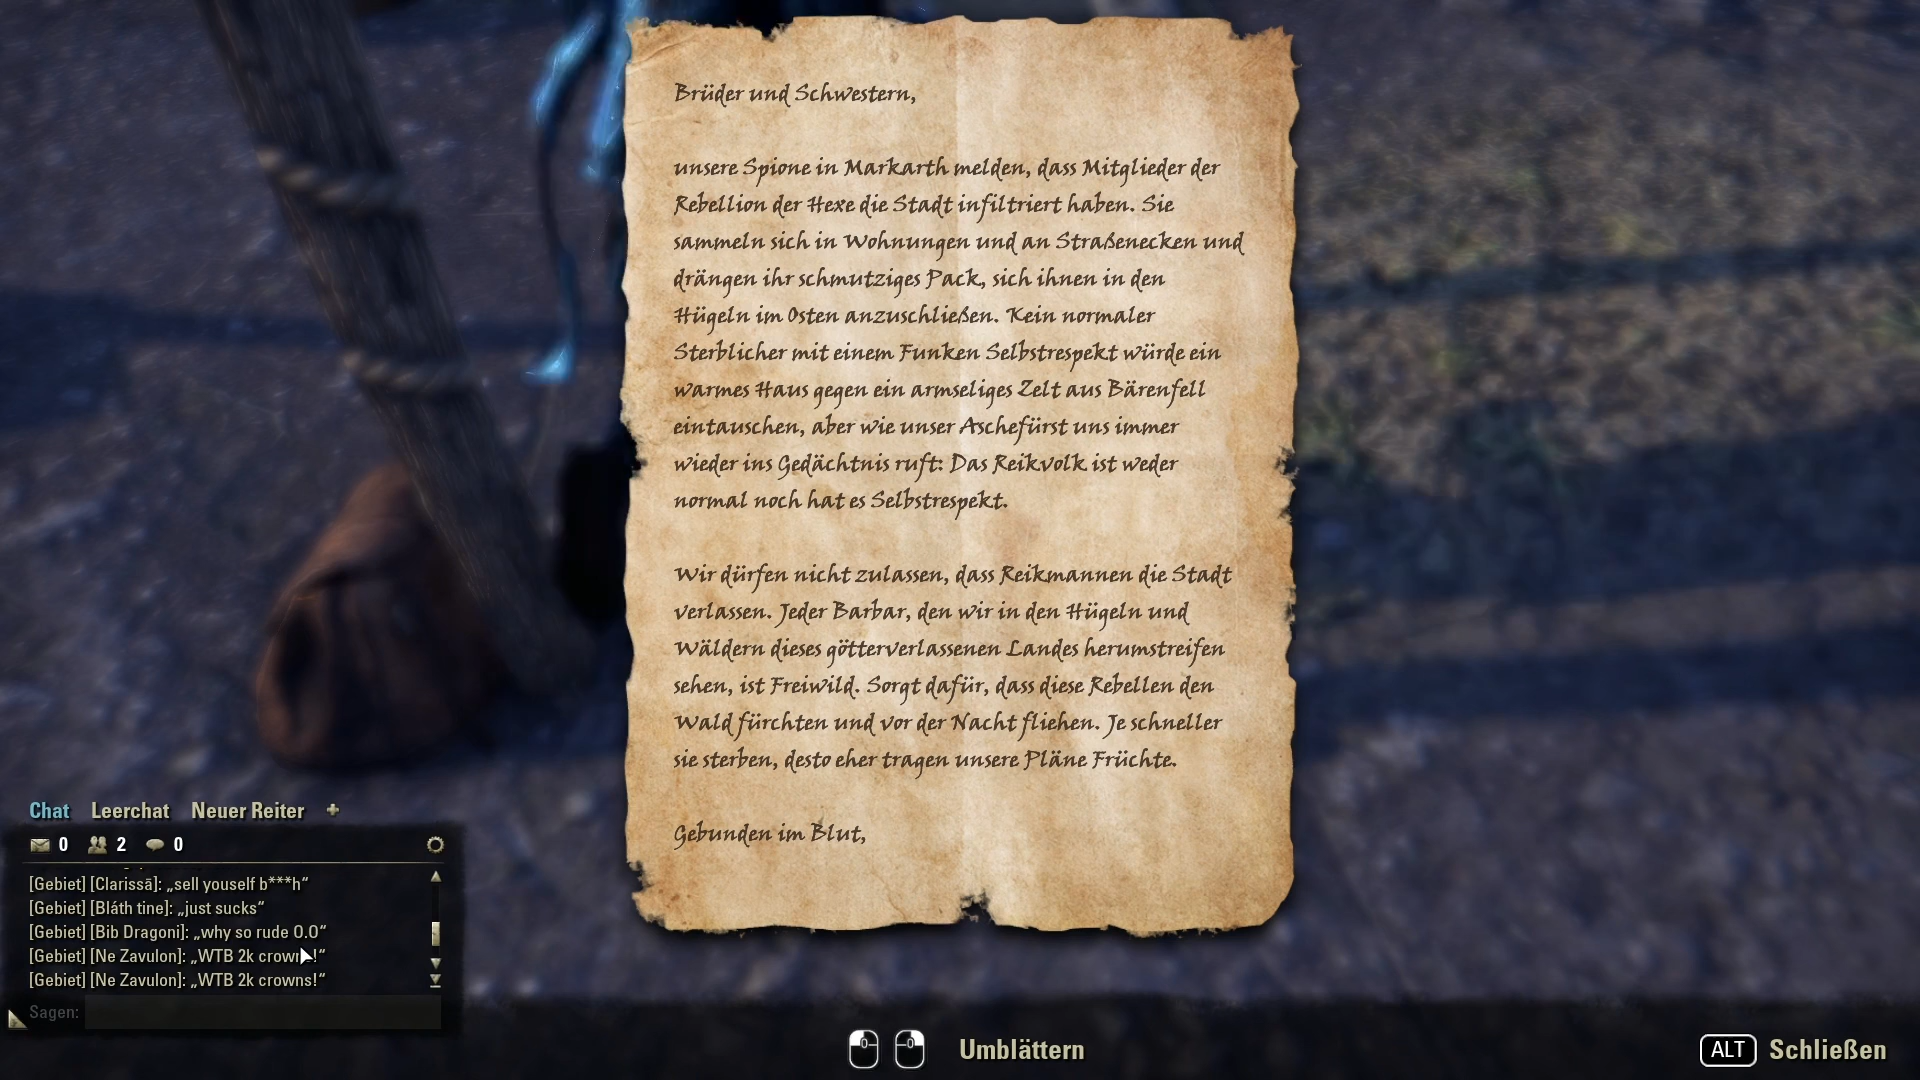 Brüder und Schwestern,
unsere Spione in Markarth melden, dass Mitglieder der
Rebellion der Hexe die Stadt infiltriert haben. Sie
sammeln sich in Wohnungen und an Straßenecken und
drängen ihr schmutziges Pack, sich ihnen in den
Hügeln im Osten anzuschließen. Kein normaler
Sterblicher mit einem Funken Selbstrespekt würde ein
warmes Haus gegen ein armseliges Zelt aus Bärenfell
eintauschen, aber wie unser Aschefürst uns immer
wieder ins Gedächtnis ruft: Das Reikvolk ist weder
normal noch hat es Selbstrespekt.
Wir dürfen nicht zulassen, dass Reikmannen die Stadt
verlassen. Jeder Barbar, den wir in den Hügeln und
Wäldern dieses götterverlassenen Landes herumstreifen
sehen, ist Freiwild. Sorgt dafür, dass diese Rebellen den
Wald fürchten und vor der Nacht fliehen. Je schneller
sie sterben, desto eher tragen unsere Pläne Früchte.
Gebunden im Blut,
Chat Leerchat Neuer Reiter +
0 2 0
[Gebiet] [Clarissā]: „sell youself b***h“
[Gebiet] [Bláth tine]: „just sucks“
[Gebiet] [Bib Dragoni]: „why so rude O.O“
[Gebiet] [Ne Zavulon]: „WTB 2k crowns!“
[Gebiet] [Ne Zavulon]: „WTB 2k crowns!“
Sagen:
Umblättern
ALT Schließen